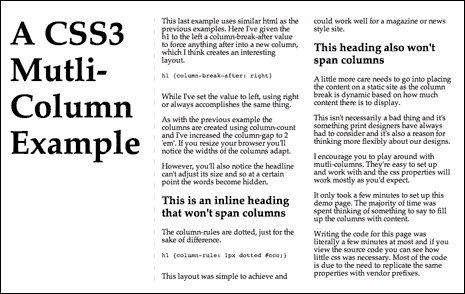 A CSS3
Mutli-
Column
Example
This last example uses similar html as the
previous examples. Here I've given the
h1 to the left a column-break-after value
to force anything after into a new column,
which I think creates an interesting
layout.
h1 {column-break-after: right}
While I've set the value to left, using right
or always accomplishes the same thing.
As with the previous example the
columns are created using column-count
and I've increased the column-gap to 2
'em'. If you resize your browser you'll
notice the widths of the columns adapt.
However, you'll also notice the headline
can't adjust its size and so at a certain
point the words become hidden.
This is an inline heading
that won't span columns
The column-rules are dotted, just for the
sake of difference.
h1 {column-rule: 1px dotted #ccc;}
This layout was simple to achieve and
could work well for a magazine or news
style site.
This heading also won't
span columns
A little more care needs to go into placing
the content on a static site as the column
break is dynamic based on how much
content there is to display.
This isn't necessarily a bad thing and it's
something print designers have always
had to consider and it's also a reason for
thinking more flexibly about our designs.
I encourage you to play around with
mutli-columns. They're easy to set up
and work with and the css properties will
work mostly as you'd expect.
It only took a few minutes to set up this
demo page. The majority of time was
spent thinking of something to say to fill
up the columns with content.
Writing the code for this page was
literally a few minutes at most and if you
view the source code you can see how
little css was necessary. Most of the code
is due to the need to replicate the same
properties with vendor prefixes.